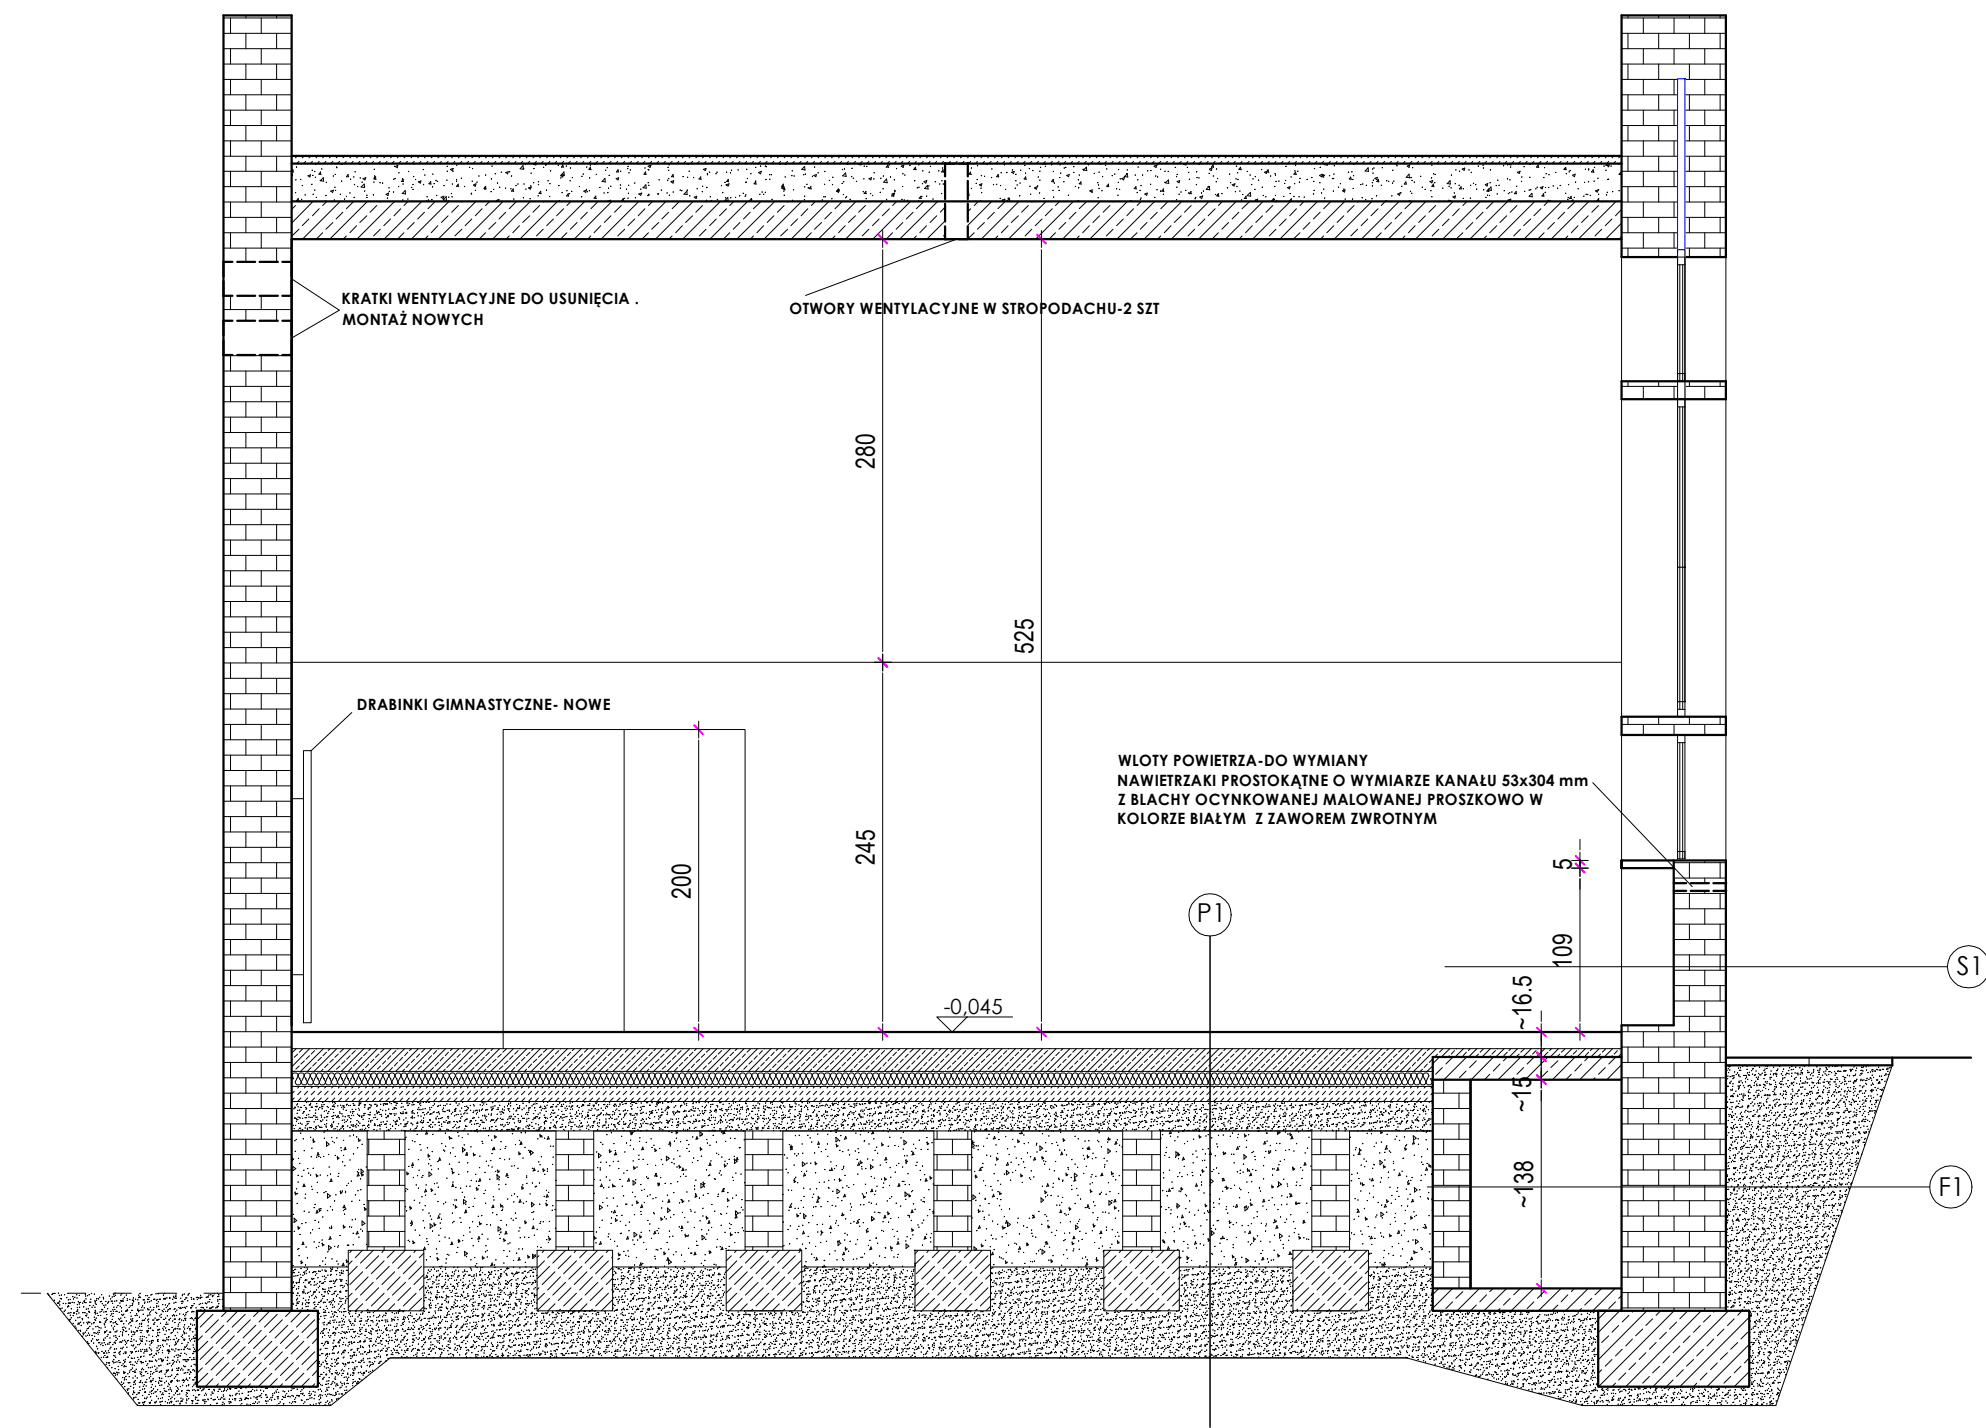 KRATKI WENTYLACYJNE DO USUNIĘCIA .
MONTAŻ NOWYCH
OTWORY WENTYLACYJNE W STROPODACHU-2 SZT
280
525
DRABINKI GIMNASTYCZNE- NOWE
WLOTY POWIETRZA-DO WYMIANY
NAWIETRZAKI PROSTOKĄTNE O WYMIARZE KANAŁU 53x304 mm
Z BLACHY OCYNKOWANEJ MALOWANEJ PROSZKOWO W
KOLORZE BIAŁYM Z ZAWOREM ZWROTNYM
245
200
5
P1
109
S1
~16.5
-0,045
~15
~138
F1